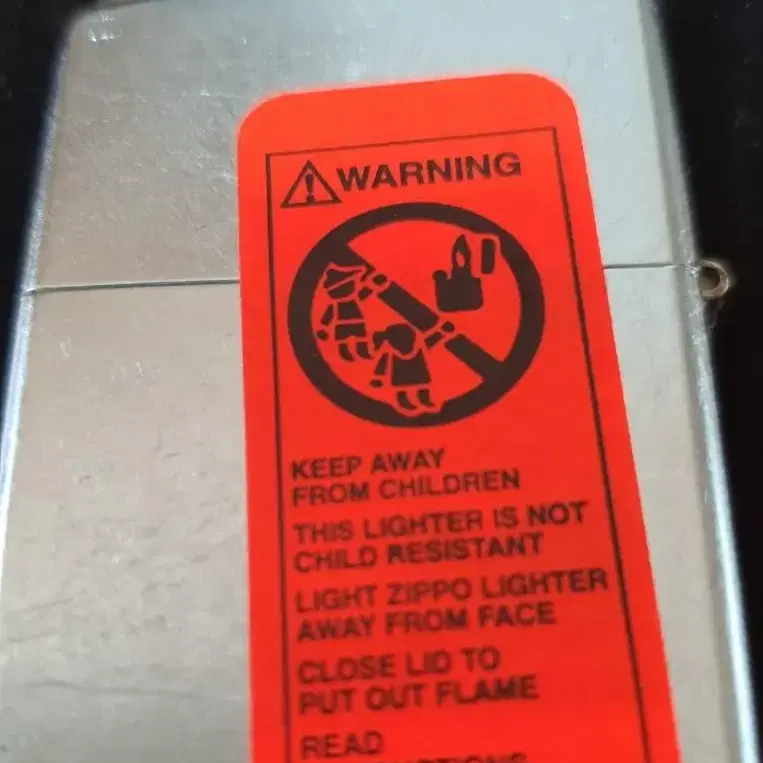 WARNING
KEEP AWAY
FROM CHILDREN
THIS LIGHTER IS NOT
CHILD RESISTANT
LIGHT ZIPPO LIGHTER
AWAY FROM FACE
CLOSE LID TO
PUT OUT FLAME
READ